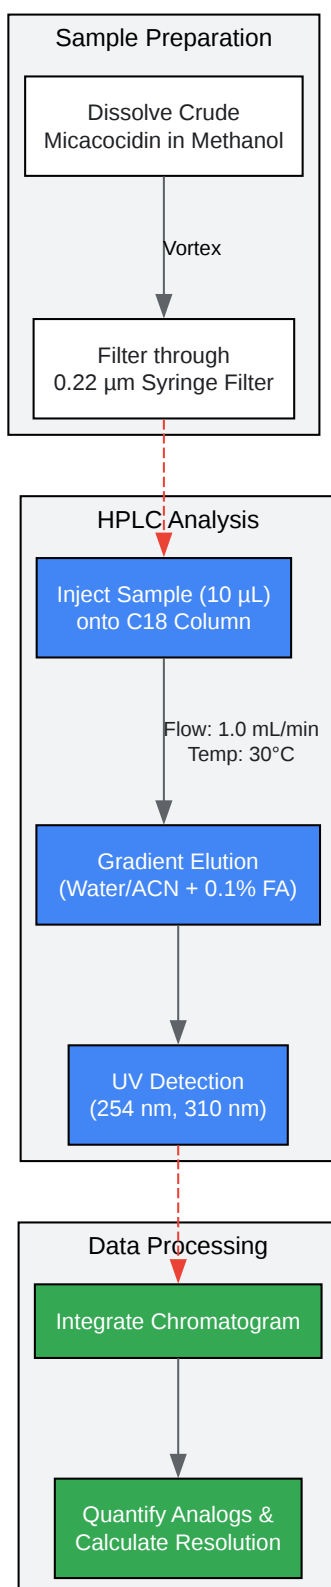 Sample Preparation
Dissolve Crude
Micacocidin in Methanol
Vortex
Filter through
0.22 µm Syringe Filter
HPLC Analysis
Inject Sample (10 µL)
onto C18 Column
Flow: 1.0 mL/min
Temp: 30°C
Gradient Elution
(Water/ACN + 0.1% FA)
UV Detection
(254 nm, 310 nm)
Data Processing
Integrate Chromatogram
Quantify Analogs &
Calculate Resolution